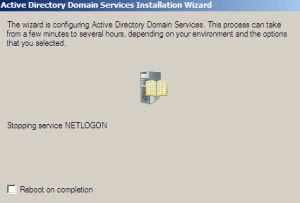 Active Directory Domain Services Installation Wizard
The wizard is configuring Active Directory Domain Services. This process can take
from a few minutes to several hours, depending on your environment and the options
that you selected.
Stopping service NETLOGON
Reboot on completion